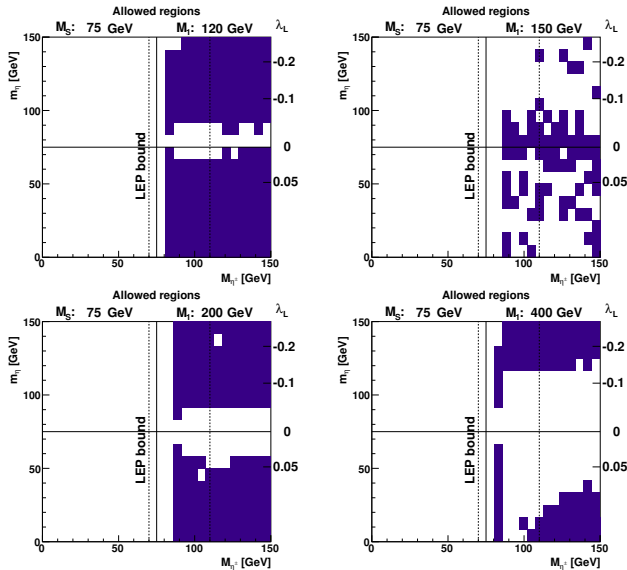 Allowed regions
M_S: 75 GeV M_1: 120 GeV λ_L
m_η [GeV]
150
100
50
0
-0.2
-0.1
0
0.05
LEP bound
0 50 100 150
M_η± [GeV]
Allowed regions
M_S: 75 GeV M_1: 150 GeV λ_L
m_η [GeV]
150
100
50
0
-0.2
-0.1
0
0.05
LEP bound
0 50 100 150
M_η± [GeV]
Allowed regions
M_S: 75 GeV M_1: 200 GeV λ_L
m_η [GeV]
150
100
50
0
-0.2
-0.1
0
0.05
LEP bound
0 50 100 150
M_η± [GeV]
Allowed regions
M_S: 75 GeV M_1: 400 GeV λ_L
m_η [GeV]
150
100
50
0
-0.2
-0.1
0
0.05
LEP bound
0 50 100 150
M_η± [GeV]